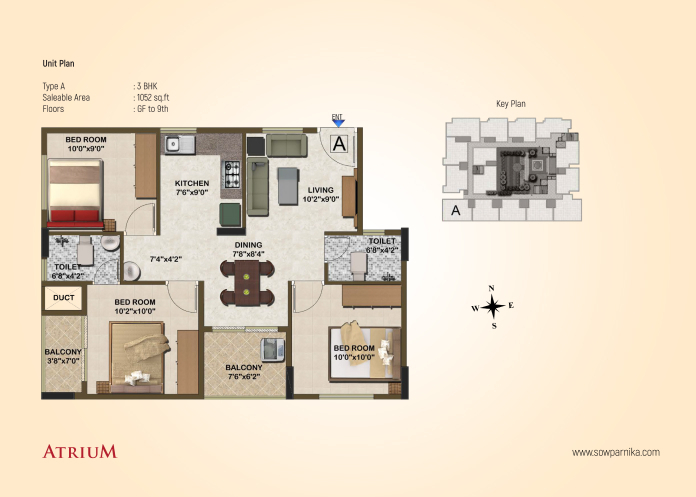 Unit Plan
Type A : 3 BHK
Saleable Area : 1052 sq.ft
Floors : GF to 9th
Key Plan
ENT
A
BED ROOM
10'0"x9'0"
KITCHEN
7'6"x9'0"
LIVING
10'2"x9'0"
A
TOILET
6'8"x4'2"
7'4"x4'2"
DINING
7'8"x8'4"
TOILET
6'8"x4'2"
DUCT
BED ROOM
10'2"x10'0"
BALCONY
3'8"x7'0"
BALCONY
7'6"x6'2"
BED ROOM
10'0"x10'0"
N
W E
S
ATRIUM
www.sowparnika.com